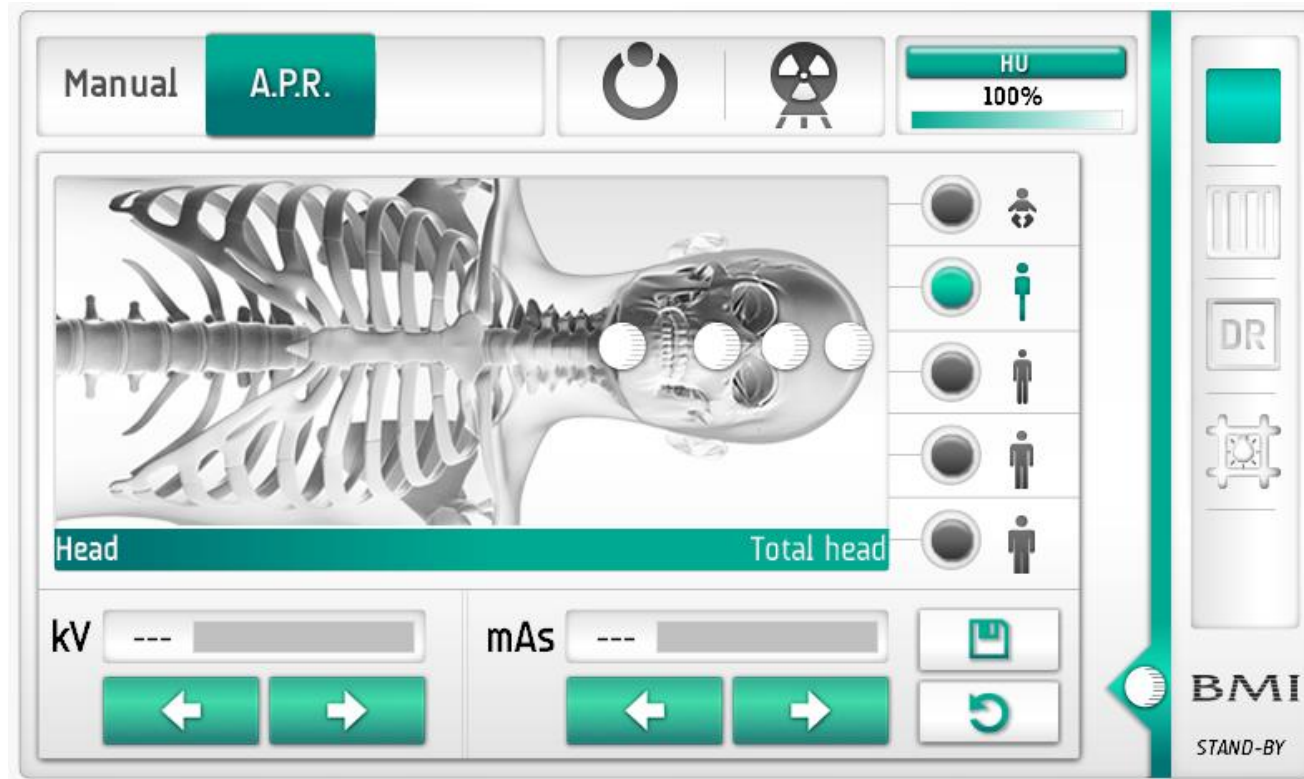 Manual
A.P.R.
HU
100%
DR
Head
Total head
kV
---
mAs
---
BMI
STAND-BY